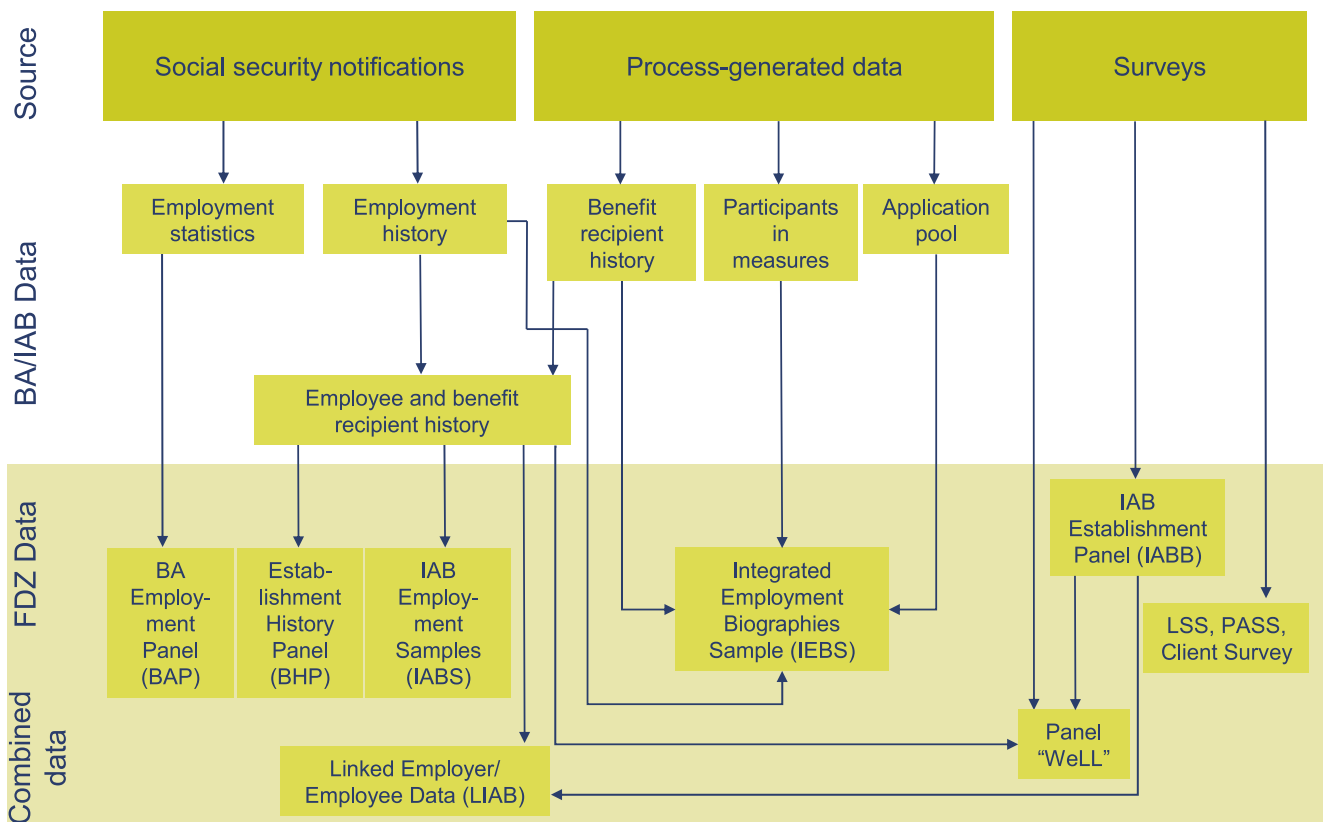 Source
Social security notifications
Process-generated data
Surveys
BA/IAB Data
Employment
statistics
Employment
history
Benefit
recipient
history
Participants
in
measures
Application
pool
Employee and benefit
recipient history
FDZ Data
BA
Employ-
ment
Panel
(BAP)
Estab-
lishment
History
Panel
(BHP)
IAB
Employ-
ment
Samples
(IABS)
Integrated
Employment
Biographies
Sample (IEBS)
IAB
Establishment
Panel (IABB)
LSS, PASS,
Client Survey
Combined
data
Linked Employer/
Employee Data (LIAB)
Panel
“WeLL”